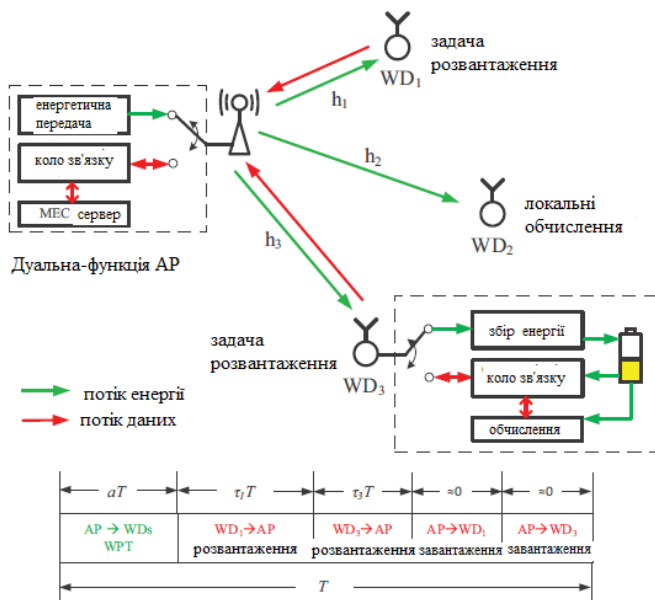 WD₁
задача
розвантаження
енергетична
передача
h₁
коло зв'язку
h₂
МЕС сервер
локальні
обчислення
WD₂
h₃
Дуальна-функція АР
збір енергії
задача
розвантаження
WD₃
коло зв'язку
потік енергії
потік даних
обчислення
aT
τ₁T
τ₃T
≈0
≈0
AP → WDs
WPT
WD₁→AP
розвантаження
WD₃→AP
розвантаження
AP→WD₁
завантаження
AP→WD₃
завантаження
T